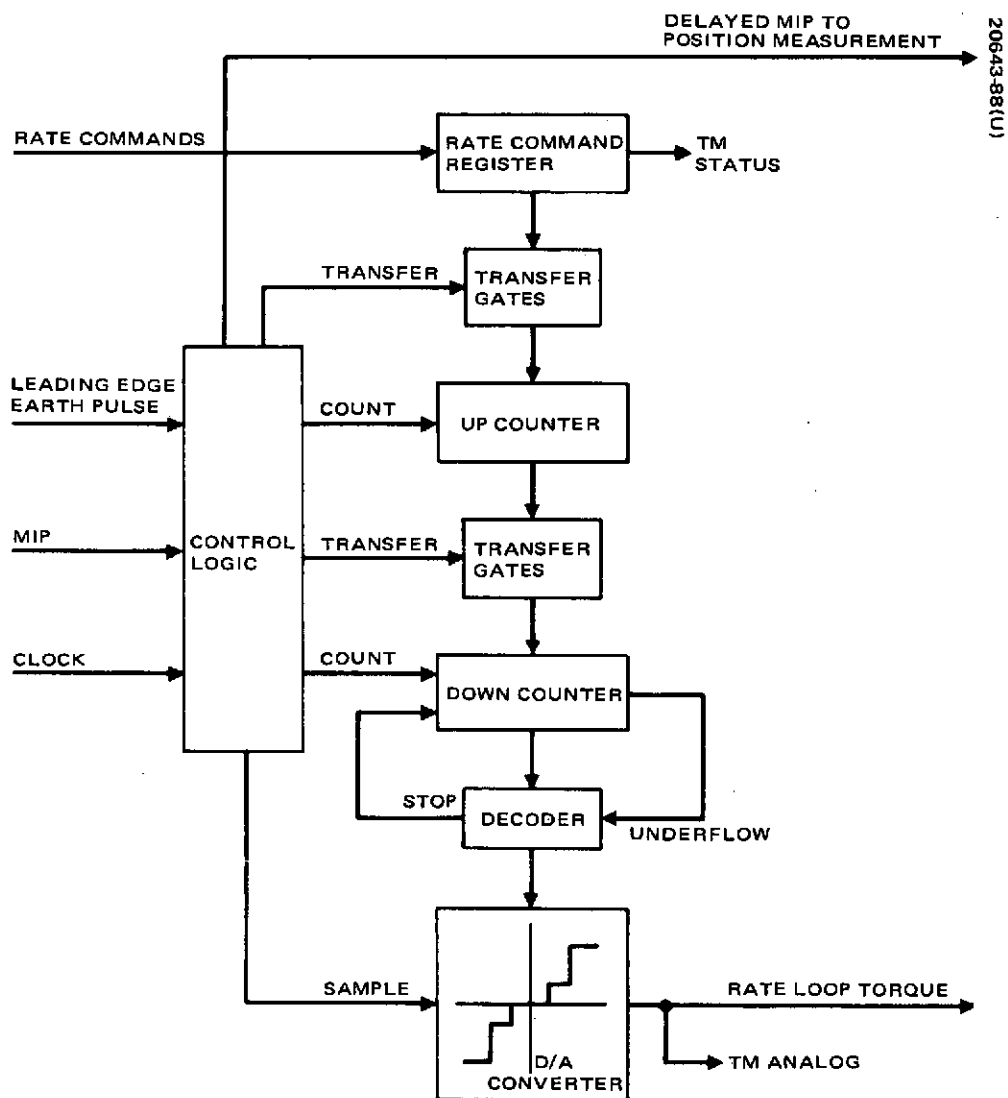 DELAYED MIP TO
POSITION MEASUREMENT
20643-88(U)
RATE COMMANDS
RATE COMMAND
REGISTER
TM
STATUS
TRANSFER
TRANSFER
GATES
LEADING EDGE
EARTH PULSE
COUNT
UP COUNTER
MIP
CONTROL
LOGIC
TRANSFER
TRANSFER
GATES
CLOCK
COUNT
DOWN COUNTER
STOP
DECODER
UNDERFLOW
SAMPLE
D/A
CONVERTER
RATE LOOP TORQUE
TM ANALOG